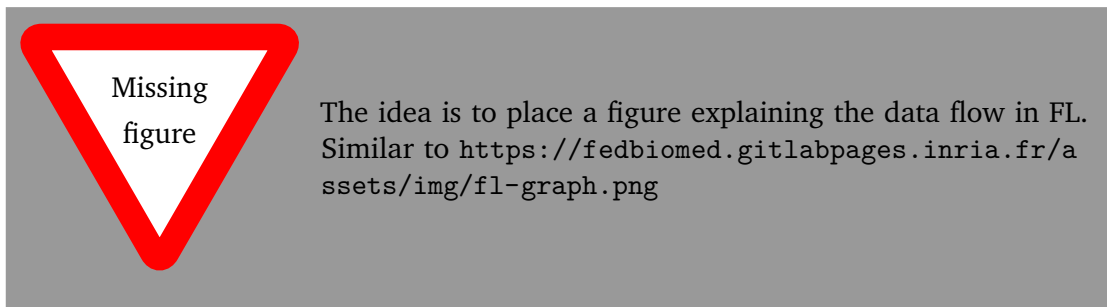 Missing
figure
The idea is to place a figure explaining the data flow in FL.
Similar to https://fedbiomed.gitlabpages.inria.fr/a
ssets/img/fl-graph.png